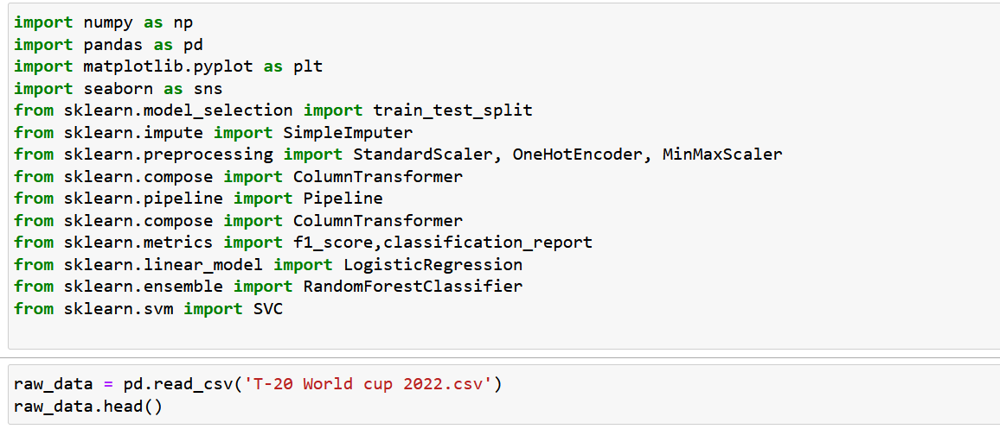 import numpy as np
import pandas as pd
import matplotlib.pyplot as plt
import seaborn as sns
from sklearn.model_selection import train_test_split
from sklearn.impute import SimpleImputer
from sklearn.preprocessing import StandardScaler, OneHotEncoder, MinMaxScaler
from sklearn.compose import ColumnTransformer
from sklearn.pipeline import Pipeline
from sklearn.compose import ColumnTransformer
from sklearn.metrics import f1_score,classification_report
from sklearn.linear_model import LogisticRegression
from sklearn.ensemble import RandomForestClassifier
from sklearn.svm import SVC
raw_data = pd.read_csv('T-20 World cup 2022.csv')
raw_data.head()